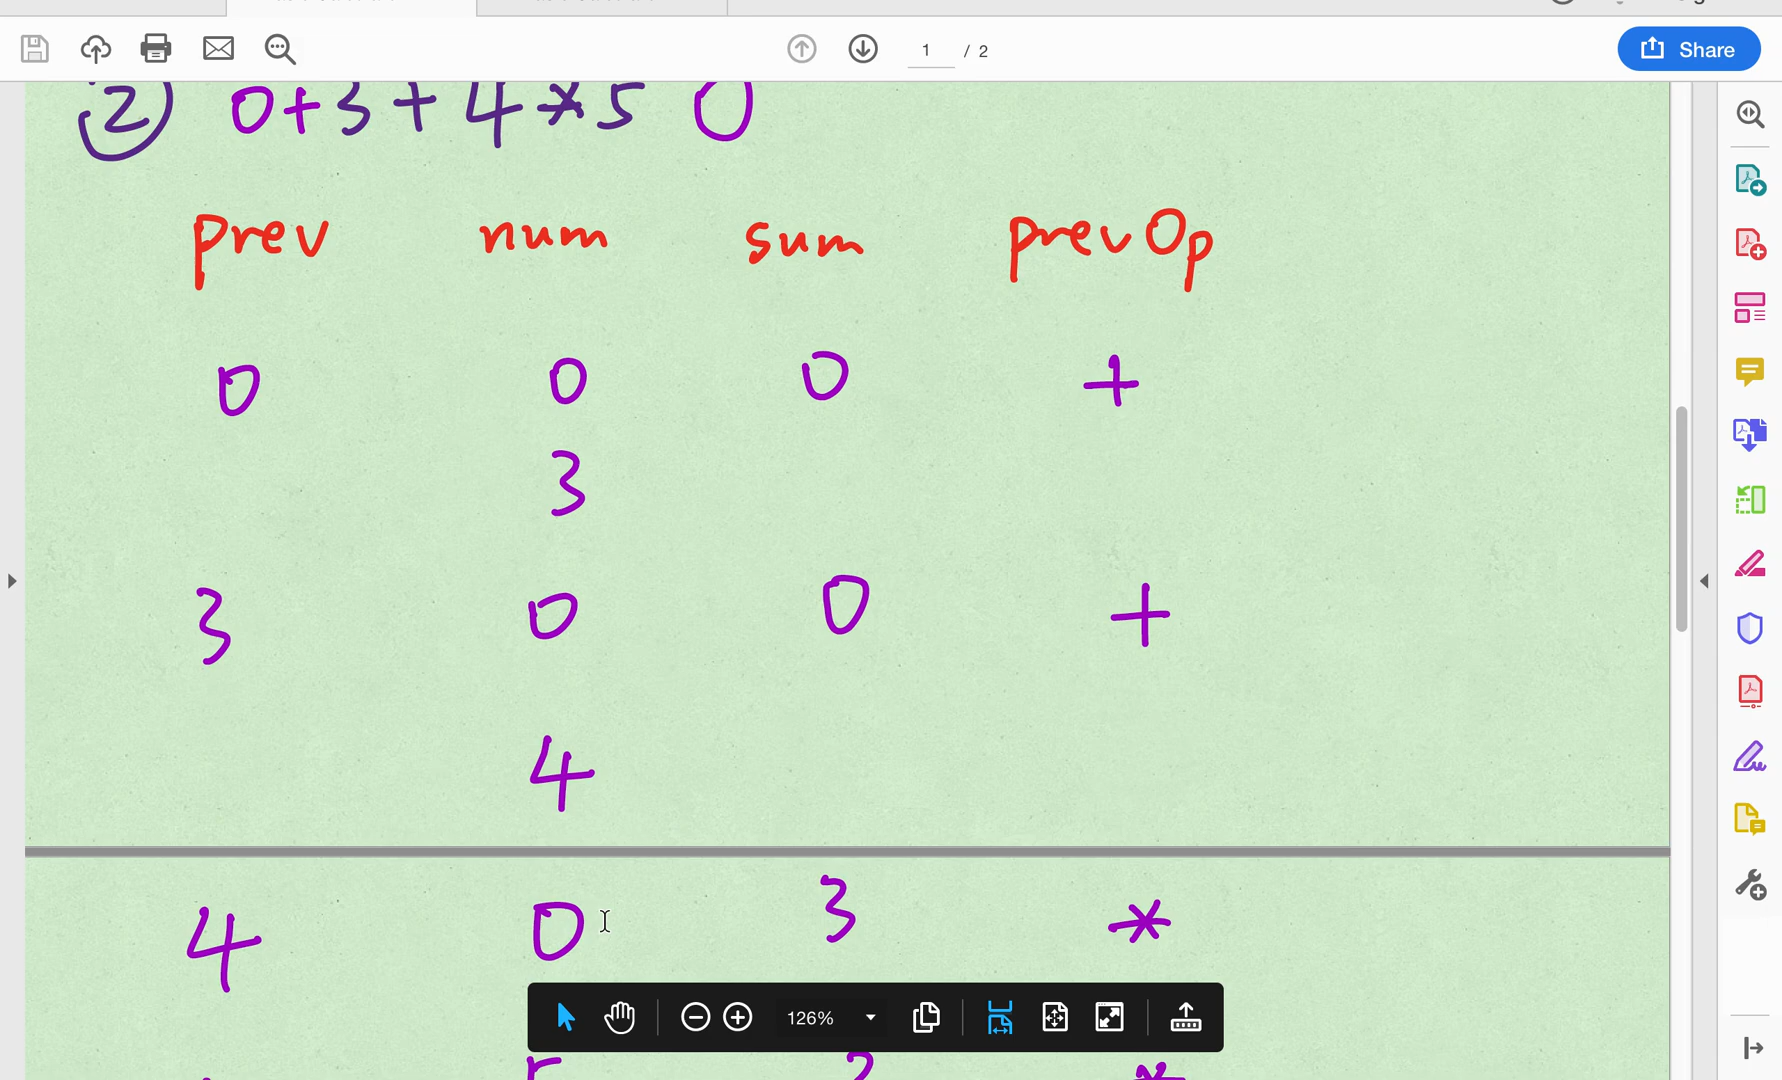 1 / 2
Share
2 0+3+4*5 0
prev num sum prevOp
0 0 0 +
3
3 0 0 +
4
4 0 3 *
126%